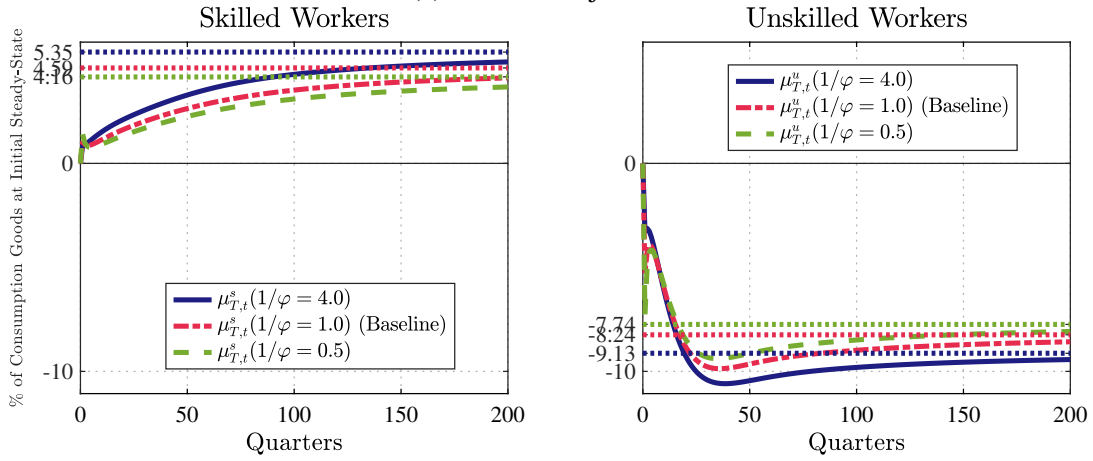 Skilled Workers
Unskilled Workers
% of Consumption Goods at Initial Steady-State
5.35
4.59
4.16
0
-10
0
50
100
150
200
Quarters
μ^s_{T,t}(1/φ = 4.0)
μ^s_{T,t}(1/φ = 1.0) (Baseline)
μ^s_{T,t}(1/φ = 0.5)
μ^u_{T,t}(1/φ = 4.0)
μ^u_{T,t}(1/φ = 1.0) (Baseline)
μ^u_{T,t}(1/φ = 0.5)
0
-7.74
-8.24
-9.13
-10
0
50
100
150
200
Quarters